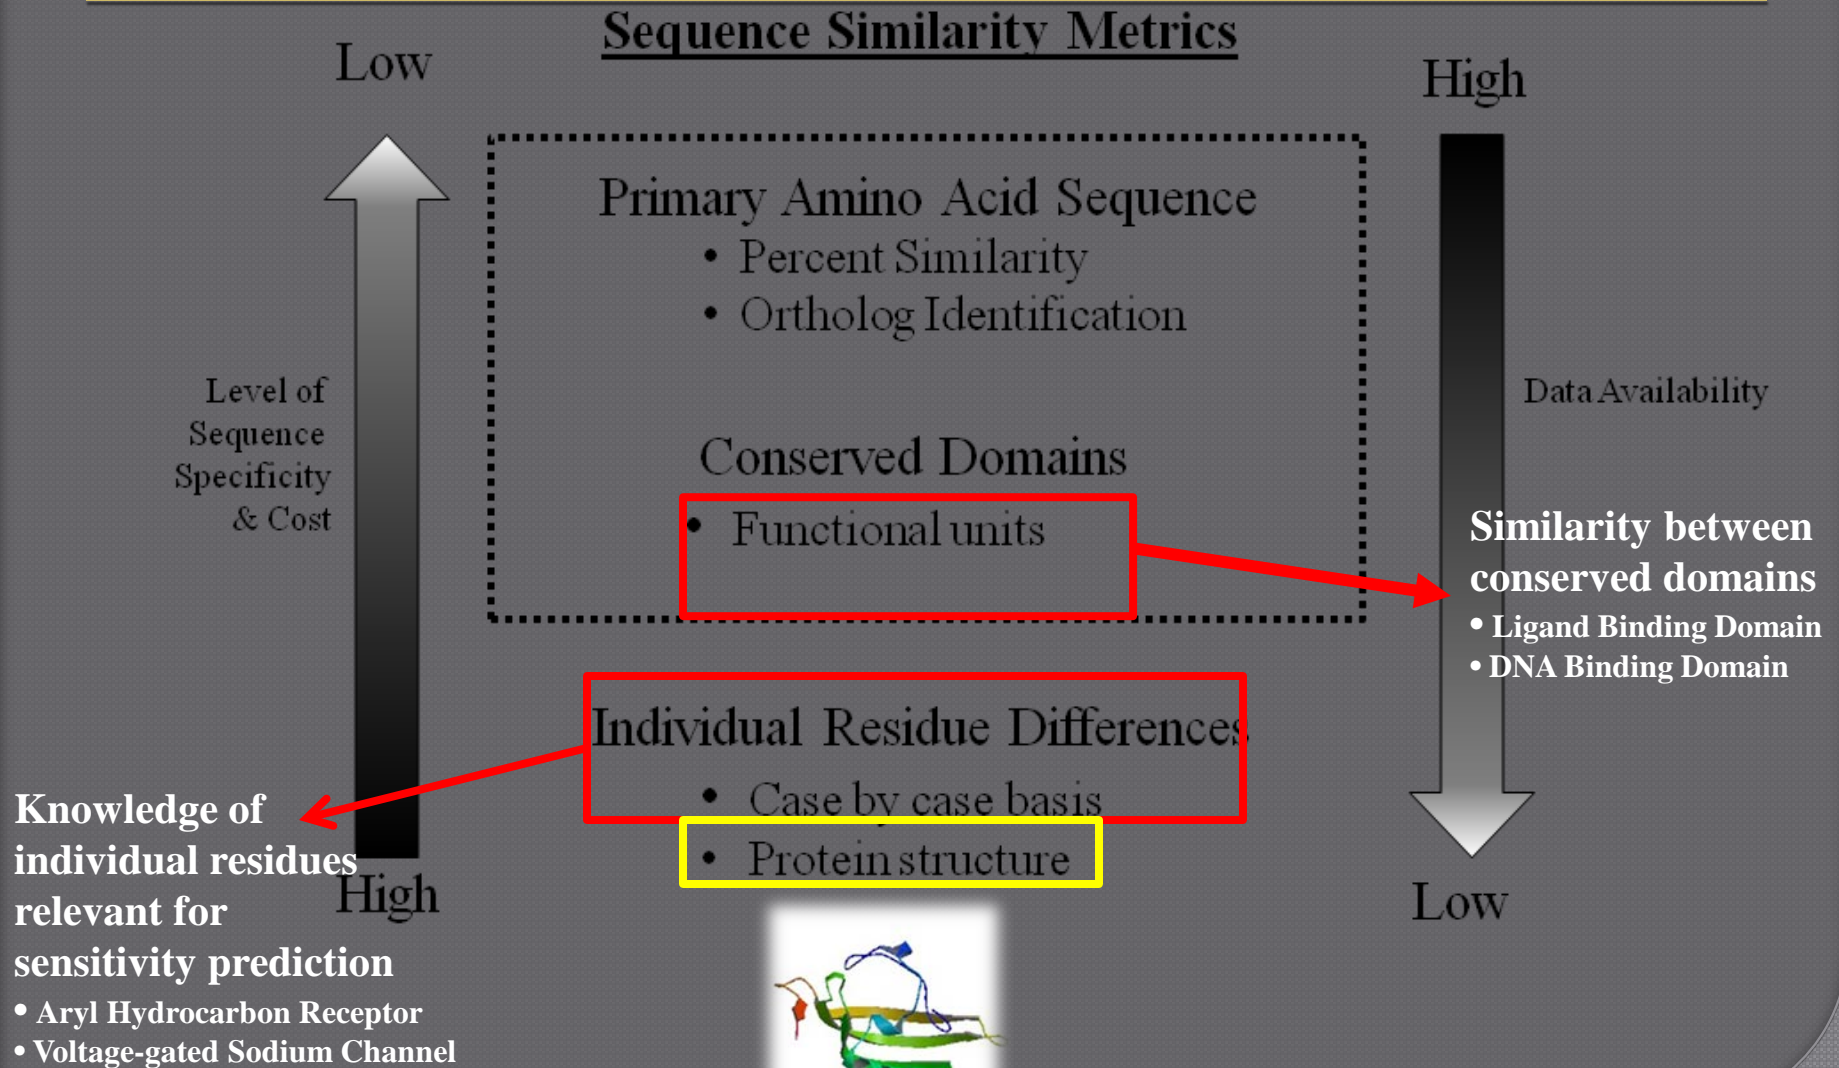 Sequence Similarity Metrics
Low
High
Primary Amino Acid Sequence
• Percent Similarity
• Ortholog Identification
Level of
Sequence
Specificity
& Cost
Data Availability
Conserved Domains
• Functional units
Similarity between
conserved domains
• Ligand Binding Domain
• DNA Binding Domain
Individual Residue Differences
• Case by case basis
• Protein structure
Knowledge of
individual residues
relevant for
sensitivity prediction
• Aryl Hydrocarbon Receptor
• Voltage-gated Sodium Channel
High
Low